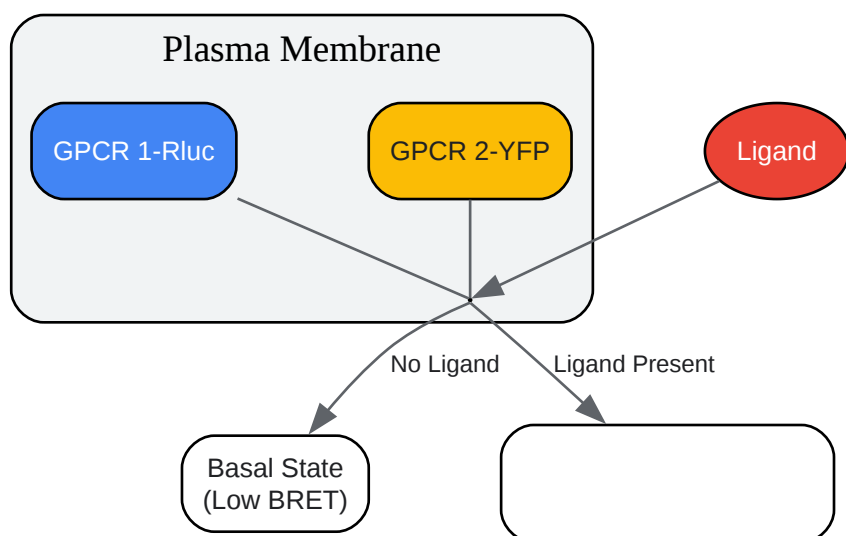 Plasma Membrane
GPCR 1-Rluc
GPCR 2-YFP
Ligand
No Ligand
Ligand Present
Basal State
(Low BRET)